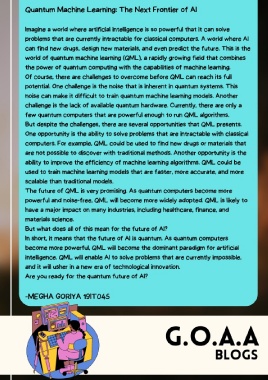 Quantum Machine Learning: The Next Frontier of AI
Imagine a world where artificial intelligence is so powerful that it can solve
problems that are currently intractable for classical computers. A world where AI
can find new drugs, design new materials, and even predict the future. This is the
world of quantum machine learning (QML), a rapidly growing field that combines
the power of quantum computing with the capabilities of machine learning.
Of course, there are challenges to overcome before QML can reach its full
potential. One challenge is the noise that is inherent in quantum systems. This
noise can make it difficult to train quantum machine learning models. Another
challenge is the lack of available quantum hardware. Currently, there are only a
few quantum computers that are powerful enough to run QML algorithms.
But despite the challenges, there are several opportunities that QML presents.
One opportunity is the ability to solve problems that are intractable with classical
computers. For example, QML could be used to find new drugs or materials that
are not possible to discover with traditional methods. Another opportunity is the
ability to improve the efficiency of machine learning algorithms. QML could be
used to train machine learning models that are faster, more accurate, and more
scalable than traditional models.
The future of QML is very promising. As quantum computers become more
powerful and noise-free, QML will become more widely adopted. QML is likely to
have a major impact on many industries, including healthcare, finance, and
materials science.
But what does all of this mean for the future of AI?
In short, it means that the future of AI is quantum. As quantum computers
become more powerful, QML will become the dominant paradigm for artificial
intelligence. QML will enable AI to solve problems that are currently impossible,
and it will usher in a new era of technological innovation.
Are you ready for the quantum future of AI?
-MEGHA GORIYA 19IT045
G.O.A.A
BLOGS